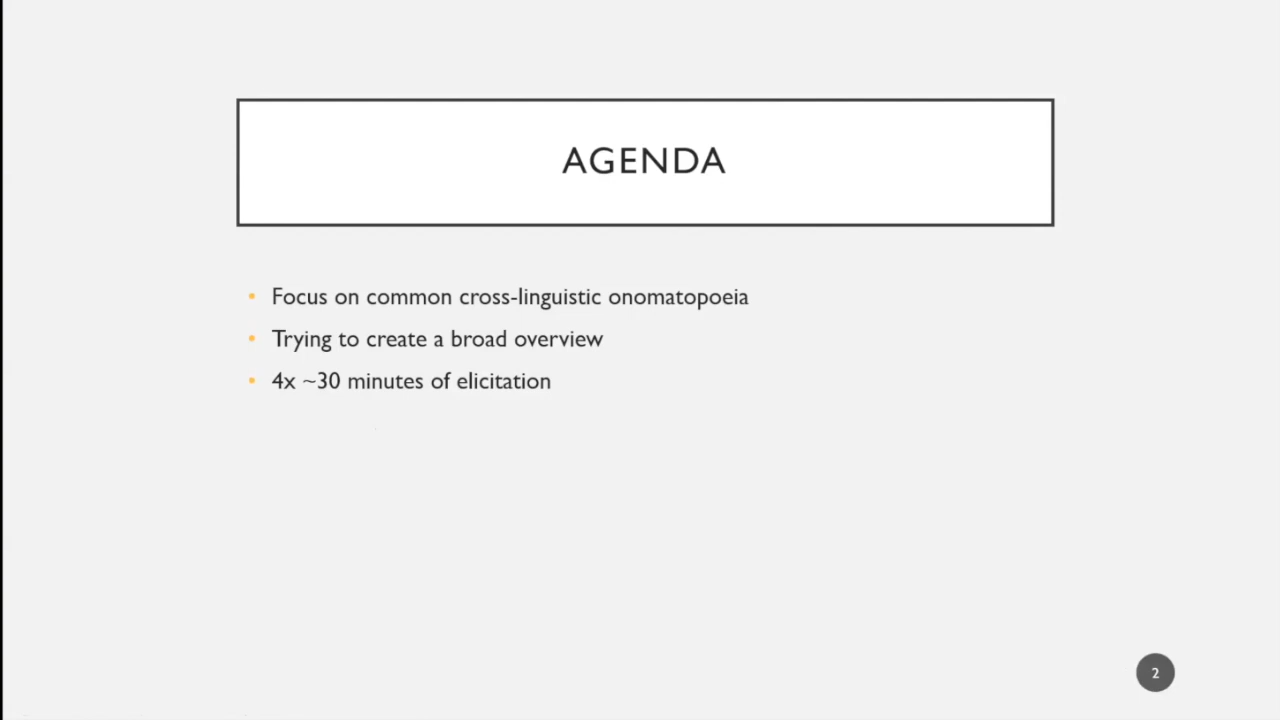 AGENDA
• Focus on common cross-linguistic onomatopoeia
• Trying to create a broad overview
• 4x ~30 minutes of elicitation
2